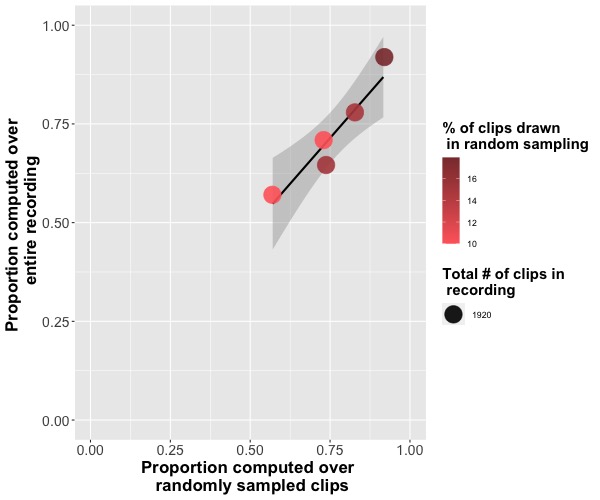 1.00
0.75
0.50
0.25
0.00
Proportion computed over
entire recording
0.00 0.25 0.50 0.75 1.00
Proportion computed over
randomly sampled clips
% of clips drawn
in random sampling
16
14
12
10
Total # of clips in
recording
1920